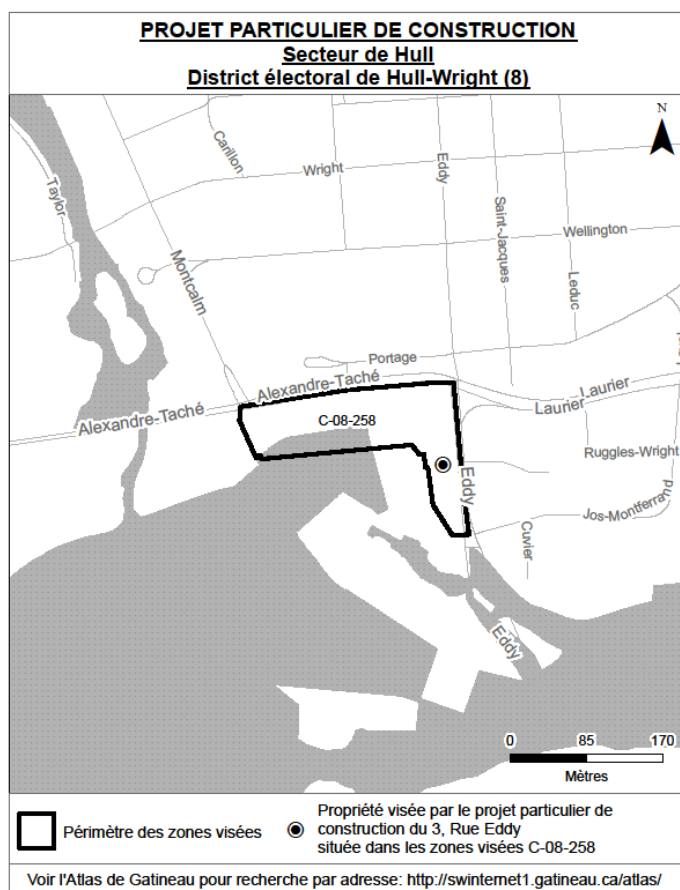 PROJET PARTICULIER DE CONSTRUCTION
Secteur de Hull
District électoral de Hull-Wright (8)
N
Carillon
Eddy
Wright
Taylor
Saint-Jacques
Wellington
Montcalm
Leduc
Portage
Alexandre-Taché
Laurier
Laurier
Alexandre-Taché
C-08-258
Ruggles-Wright
Eddy
Jos-Montferrand
Cuvier
Eddy
0 85 170
Mètres
Périmètre des zones visées
Propriété visée par le projet particulier de
construction du 3, Rue Eddy
située dans les zones visées C-08-258
Voir l'Atlas de Gatineau pour recherche par adresse: http://swinternet1.gatineau.ca/atlas/